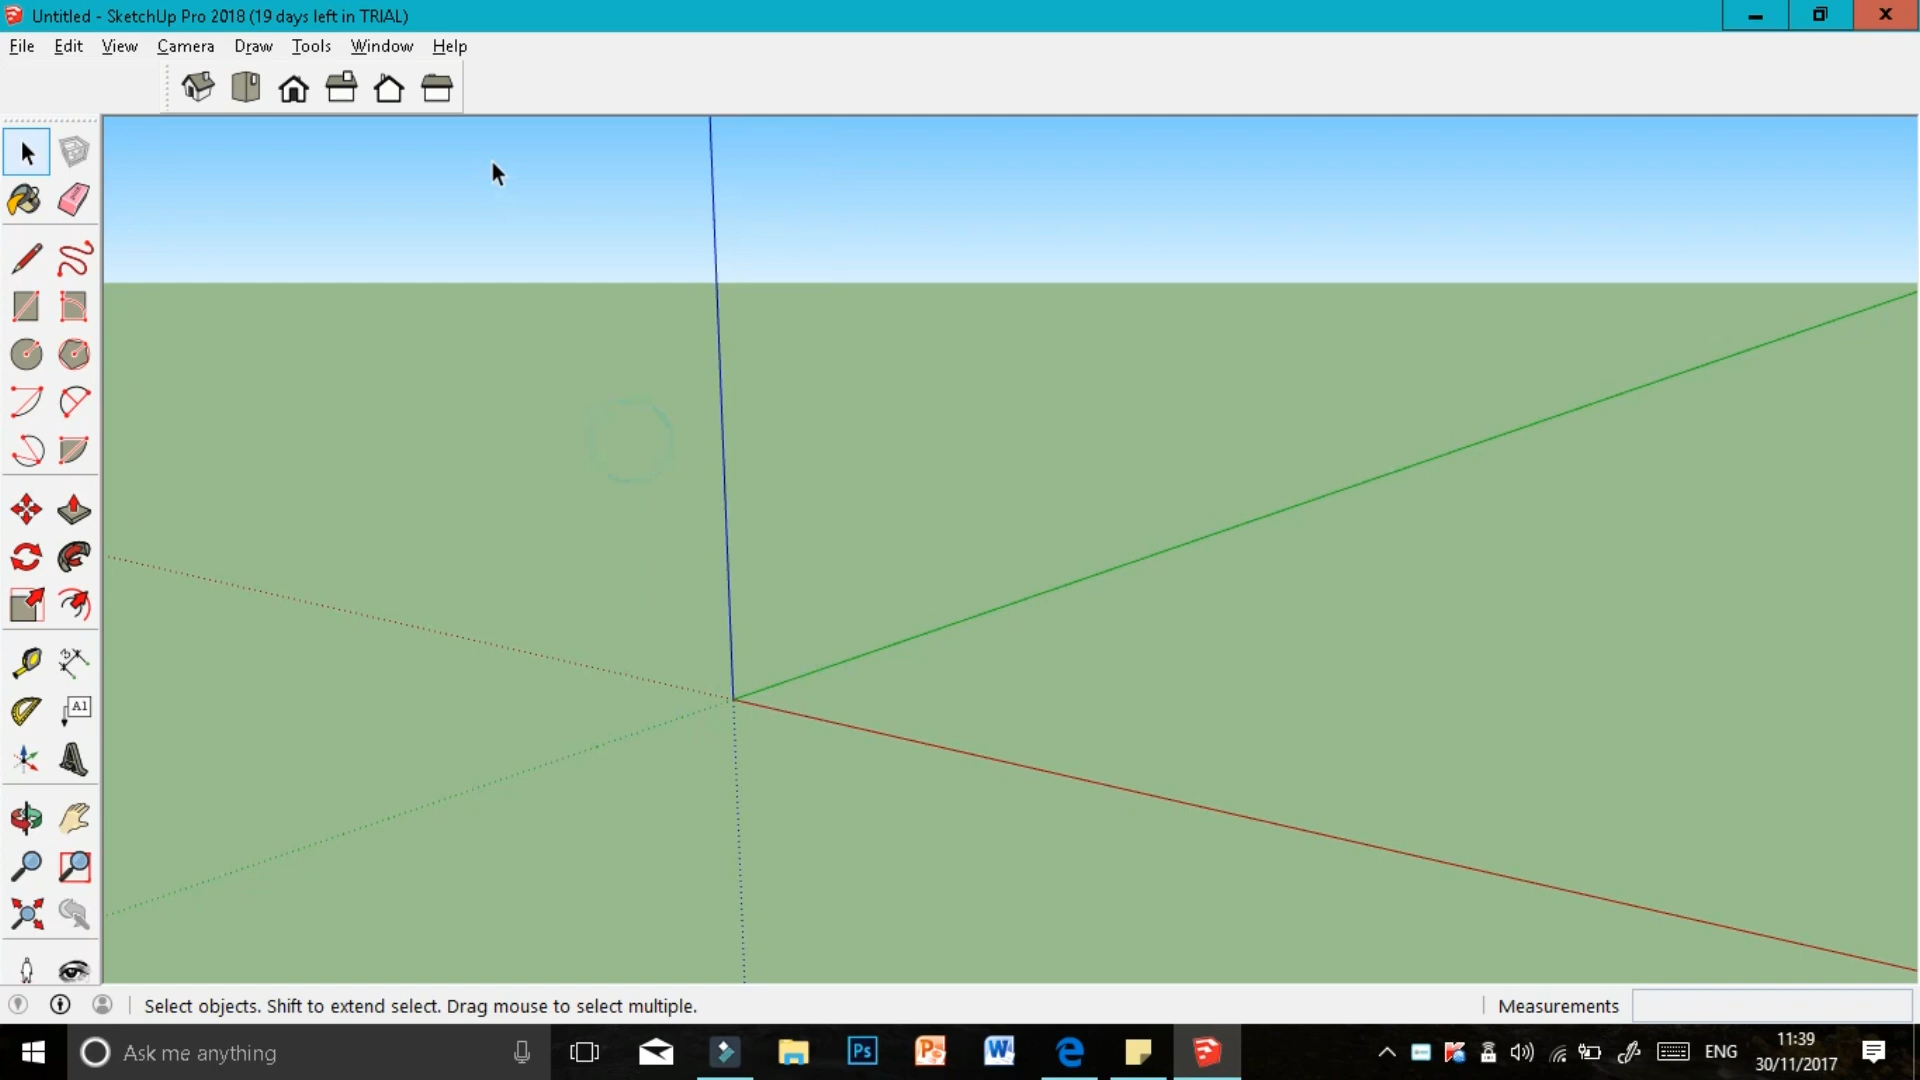 Untitled - SketchUp Pro 2018 (19 days left in TRIAL)
File Edit View Camera Draw Tools Window Help
A1
Select objects. Shift to extend select. Drag mouse to select multiple.
Measurements
Ask me anything
Ps
ENG
11:39
30/11/2017